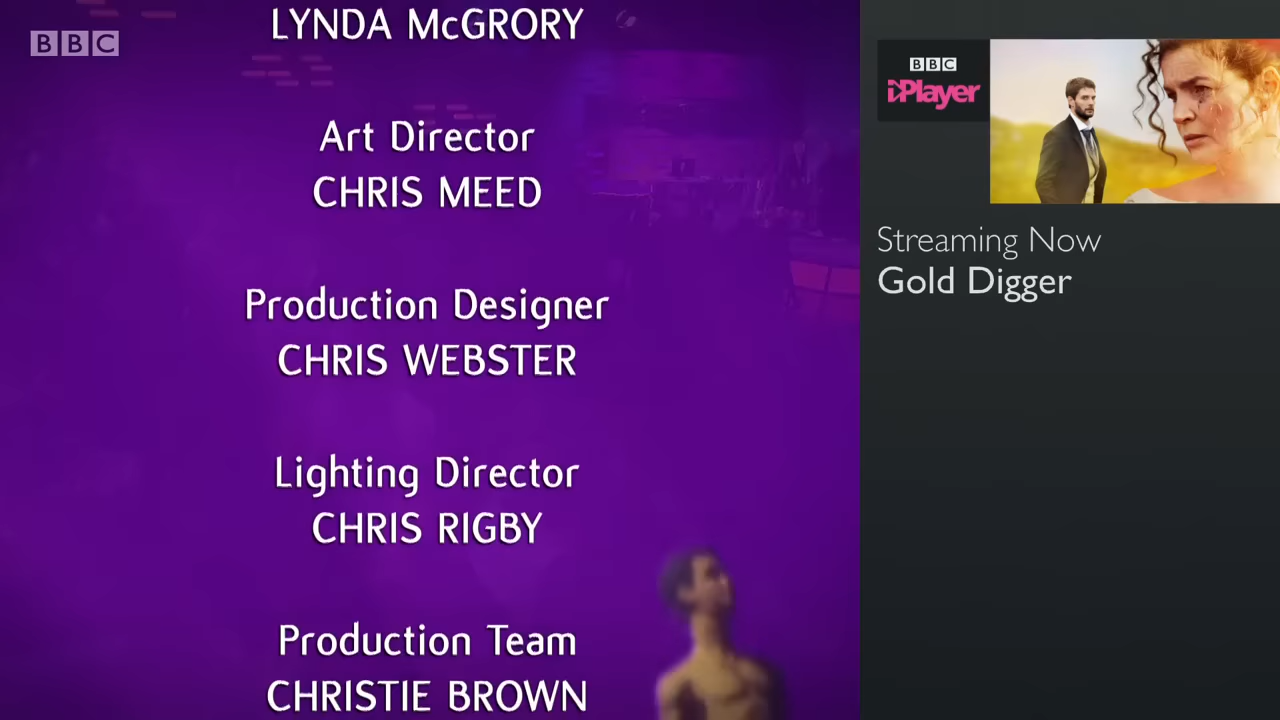 BBC
LYNDA McGRORY
Art Director
CHRIS MEED
Production Designer
CHRIS WEBSTER
Lighting Director
CHRIS RIGBY
Production Team
CHRISTIE BROWN
BBC
iPlayer
Streaming Now
Gold Digger